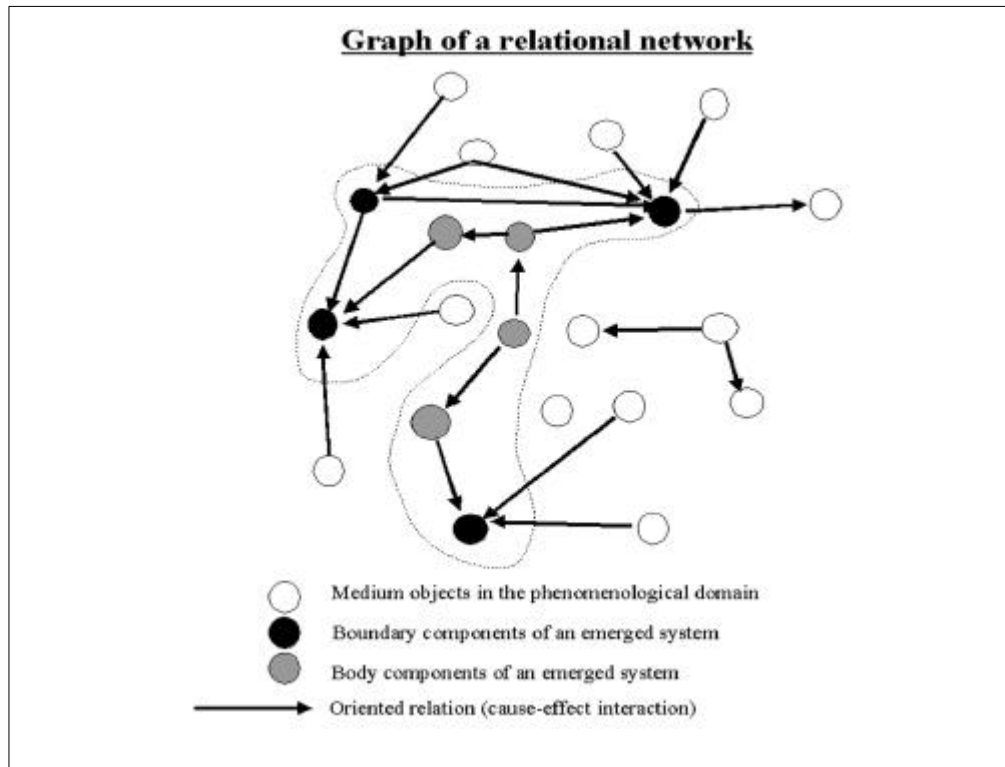 Graph of a relational network
Medium objects in the phenomenological domain
Boundary components of an emerged system
Body components of an emerged system
Oriented relation (cause-effect interaction)